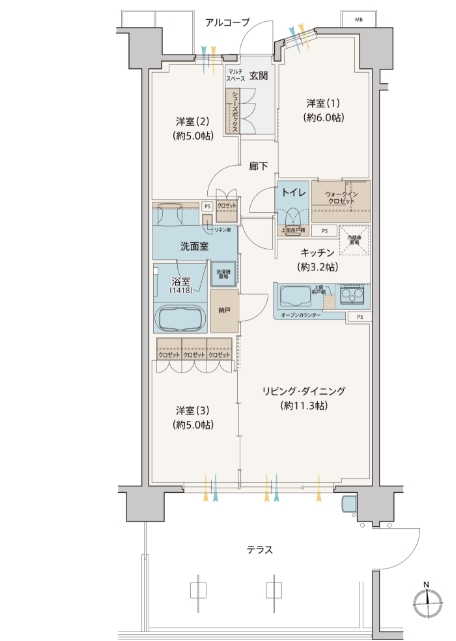 アルコーブ
MB
マルチ
スペース
玄関
シューズボックス
洋室(2)
(約5.0帖)
洋室(1)
(約6.0帖)
廊下
トイレ
上部吊戸棚
ウォークイン
クロゼット
PS
クロゼット
リネン庫
洗面室
PS
冷蔵庫
置場
キッチン
(約3.2帖)
浴室
(1418)
洗濯機
置場
上部
吊戸棚
納戸
オープンカウンター
PS
クロゼット クロゼット クロゼット
洋室(3)
(約5.0帖)
リビング・ダイニング
(約11.3帖)
テラス
N